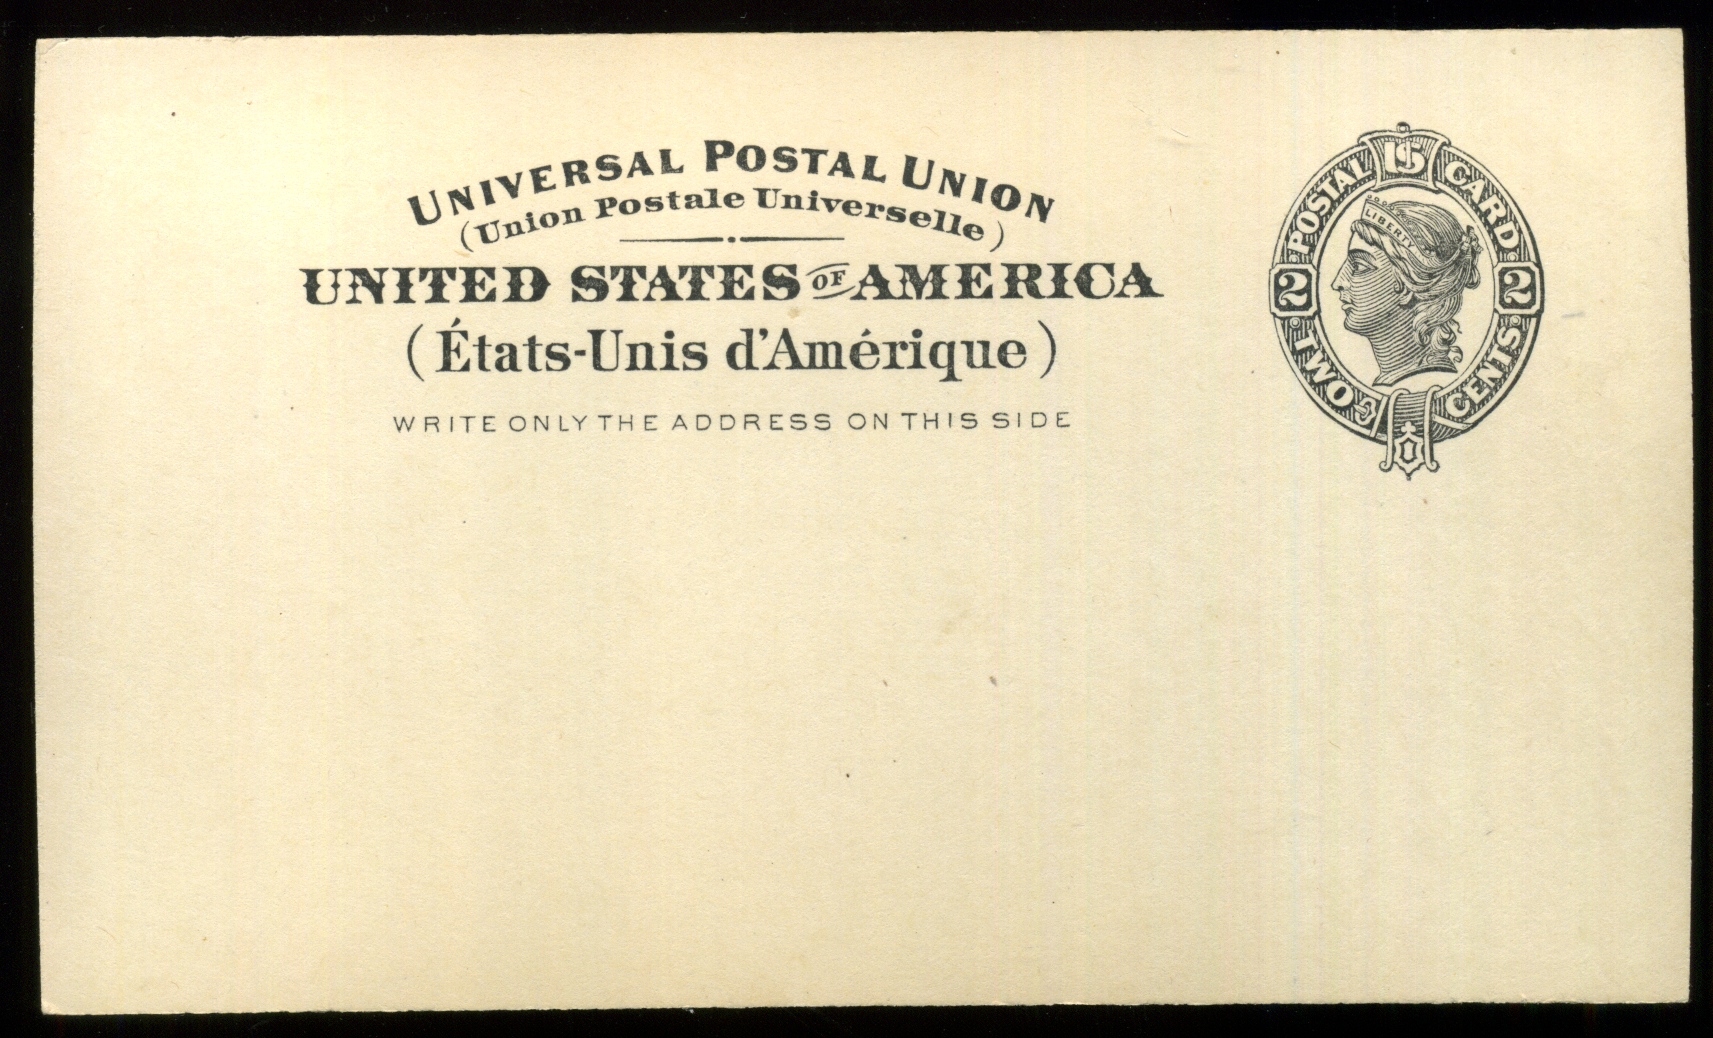 UNIVERSAL POSTAL UNION
(Union Postale Universelle)
UNITED STATES OF AMERICA
(États-Unis d'Amérique)
WRITE ONLY THE ADDRESS ON THIS SIDE
POSTAL US CARD
LIBERTY
2 2
TWO CENTS